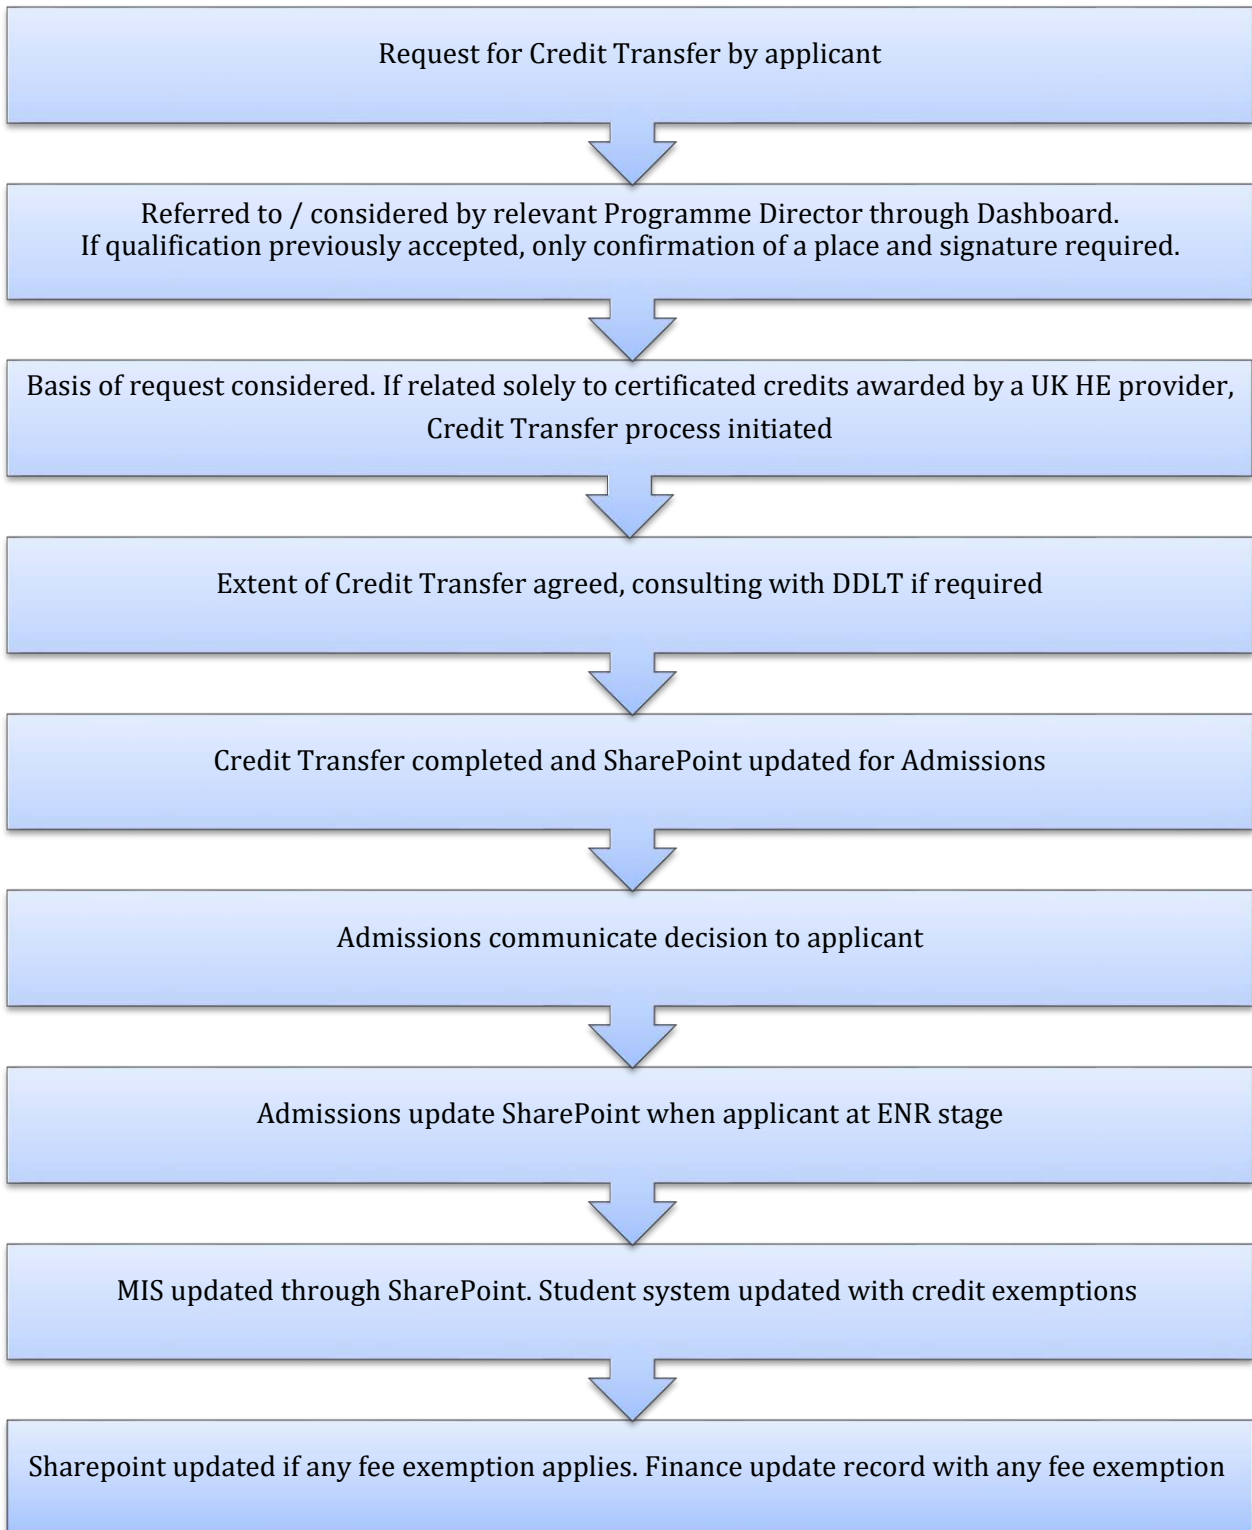 Request for Credit Transfer by applicant
Referred to / considered by relevant Programme Director through Dashboard.
If qualification previously accepted, only confirmation of a place and signature required.
Basis of request considered. If related solely to certificated credits awarded by a UK HE provider,
Credit Transfer process initiated
Extent of Credit Transfer agreed, consulting with DDLT if required
Credit Transfer completed and SharePoint updated for Admissions
Admissions communicate decision to applicant
Admissions update SharePoint when applicant at ENR stage
MIS updated through SharePoint. Student system updated with credit exemptions
Sharepoint updated if any fee exemption applies. Finance update record with any fee exemption